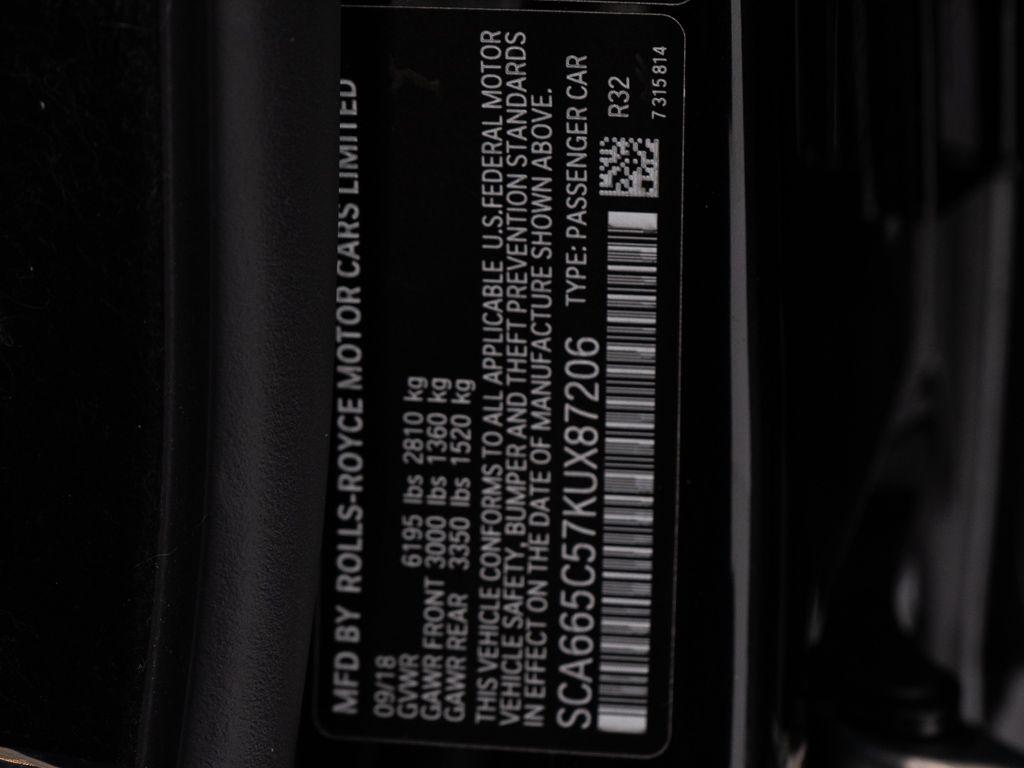 MFD BY ROLLS-ROYCE MOTOR CARS LIMITED
09/18
GVWR 6195 lbs 2810 kg
GAWR FRONT 3000 lbs 1360 kg
GAWR REAR 3350 lbs 1520 kg
THIS VEHICLE CONFORMS TO ALL APPLICABLE U.S.FEDERAL MOTOR
VEHICLE SAFETY, BUMPER AND THEFT PREVENTION STANDARDS
IN EFFECT ON THE DATE OF MANUFACTURE SHOWN ABOVE.
SCA665C57KUX87206 TYPE: PASSENGER CAR
R32
7315814